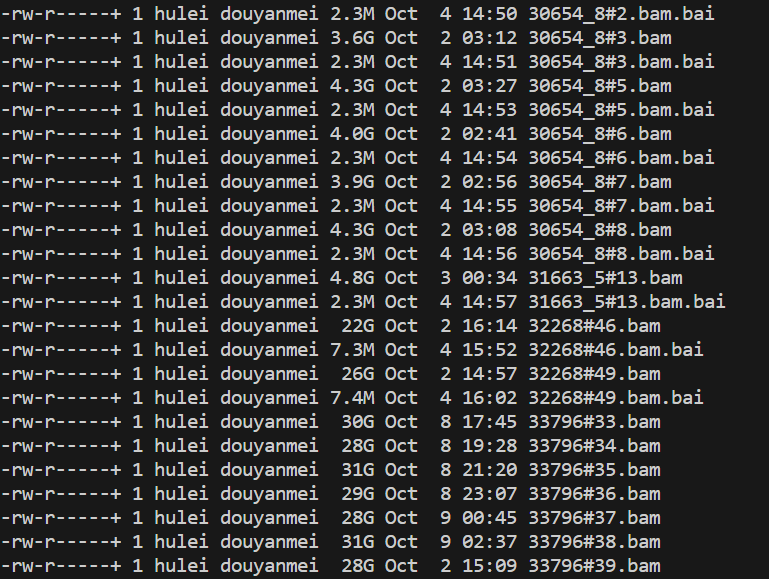 -rw-r-----+ 1 hulei douyanmei 2.3M Oct  4 14:50 30654_8#2.bam.bai
-rw-r-----+ 1 hulei douyanmei 3.6G Oct  2 03:12 30654_8#3.bam
-rw-r-----+ 1 hulei douyanmei 2.3M Oct  4 14:51 30654_8#3.bam.bai
-rw-r-----+ 1 hulei douyanmei 4.3G Oct  2 03:27 30654_8#5.bam
-rw-r-----+ 1 hulei douyanmei 2.3M Oct  4 14:53 30654_8#5.bam.bai
-rw-r-----+ 1 hulei douyanmei 4.0G Oct  2 02:41 30654_8#6.bam
-rw-r-----+ 1 hulei douyanmei 2.3M Oct  4 14:54 30654_8#6.bam.bai
-rw-r-----+ 1 hulei douyanmei 3.9G Oct  2 02:56 30654_8#7.bam
-rw-r-----+ 1 hulei douyanmei 2.3M Oct  4 14:55 30654_8#7.bam.bai
-rw-r-----+ 1 hulei douyanmei 4.3G Oct  2 03:08 30654_8#8.bam
-rw-r-----+ 1 hulei douyanmei 2.3M Oct  4 14:56 30654_8#8.bam.bai
-rw-r-----+ 1 hulei douyanmei 4.8G Oct  3 00:34 31663_5#13.bam
-rw-r-----+ 1 hulei douyanmei 2.3M Oct  4 14:57 31663_5#13.bam.bai
-rw-r-----+ 1 hulei douyanmei  22G Oct  2 16:14 32268#46.bam
-rw-r-----+ 1 hulei douyanmei 7.3M Oct  4 15:52 32268#46.bam.bai
-rw-r-----+ 1 hulei douyanmei  26G Oct  2 14:57 32268#49.bam
-rw-r-----+ 1 hulei douyanmei 7.4M Oct  4 16:02 32268#49.bam.bai
-rw-r-----+ 1 hulei douyanmei  30G Oct  8 17:45 33796#33.bam
-rw-r-----+ 1 hulei douyanmei  28G Oct  8 19:28 33796#34.bam
-rw-r-----+ 1 hulei douyanmei  31G Oct  8 21:20 33796#35.bam
-rw-r-----+ 1 hulei douyanmei  29G Oct  8 23:07 33796#36.bam
-rw-r-----+ 1 hulei douyanmei  28G Oct  9 00:45 33796#37.bam
-rw-r-----+ 1 hulei douyanmei  31G Oct  9 02:37 33796#38.bam
-rw-r-----+ 1 hulei douyanmei  28G Oct  2 15:09 33796#39.bam